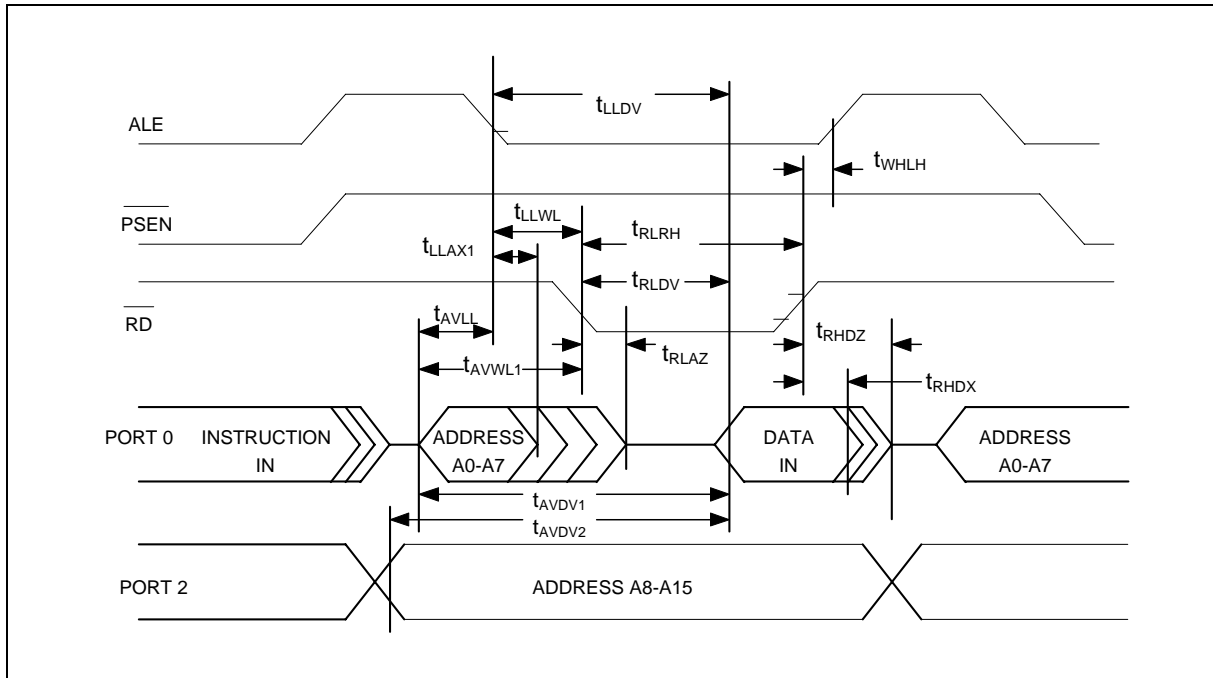 tLLDV
ALE
tWHLH
PSEN
tLLWL
tRLRH
tLLAX1
tRLDV
RD
tAVLL
tRHDZ
tRLAZ
tAVWL1
tRHDX
PORT 0
INSTRUCTION
IN
ADDRESS
A0-A7
DATA
IN
ADDRESS
A0-A7
tAVDV1
tAVDV2
PORT 2
ADDRESS A8-A15